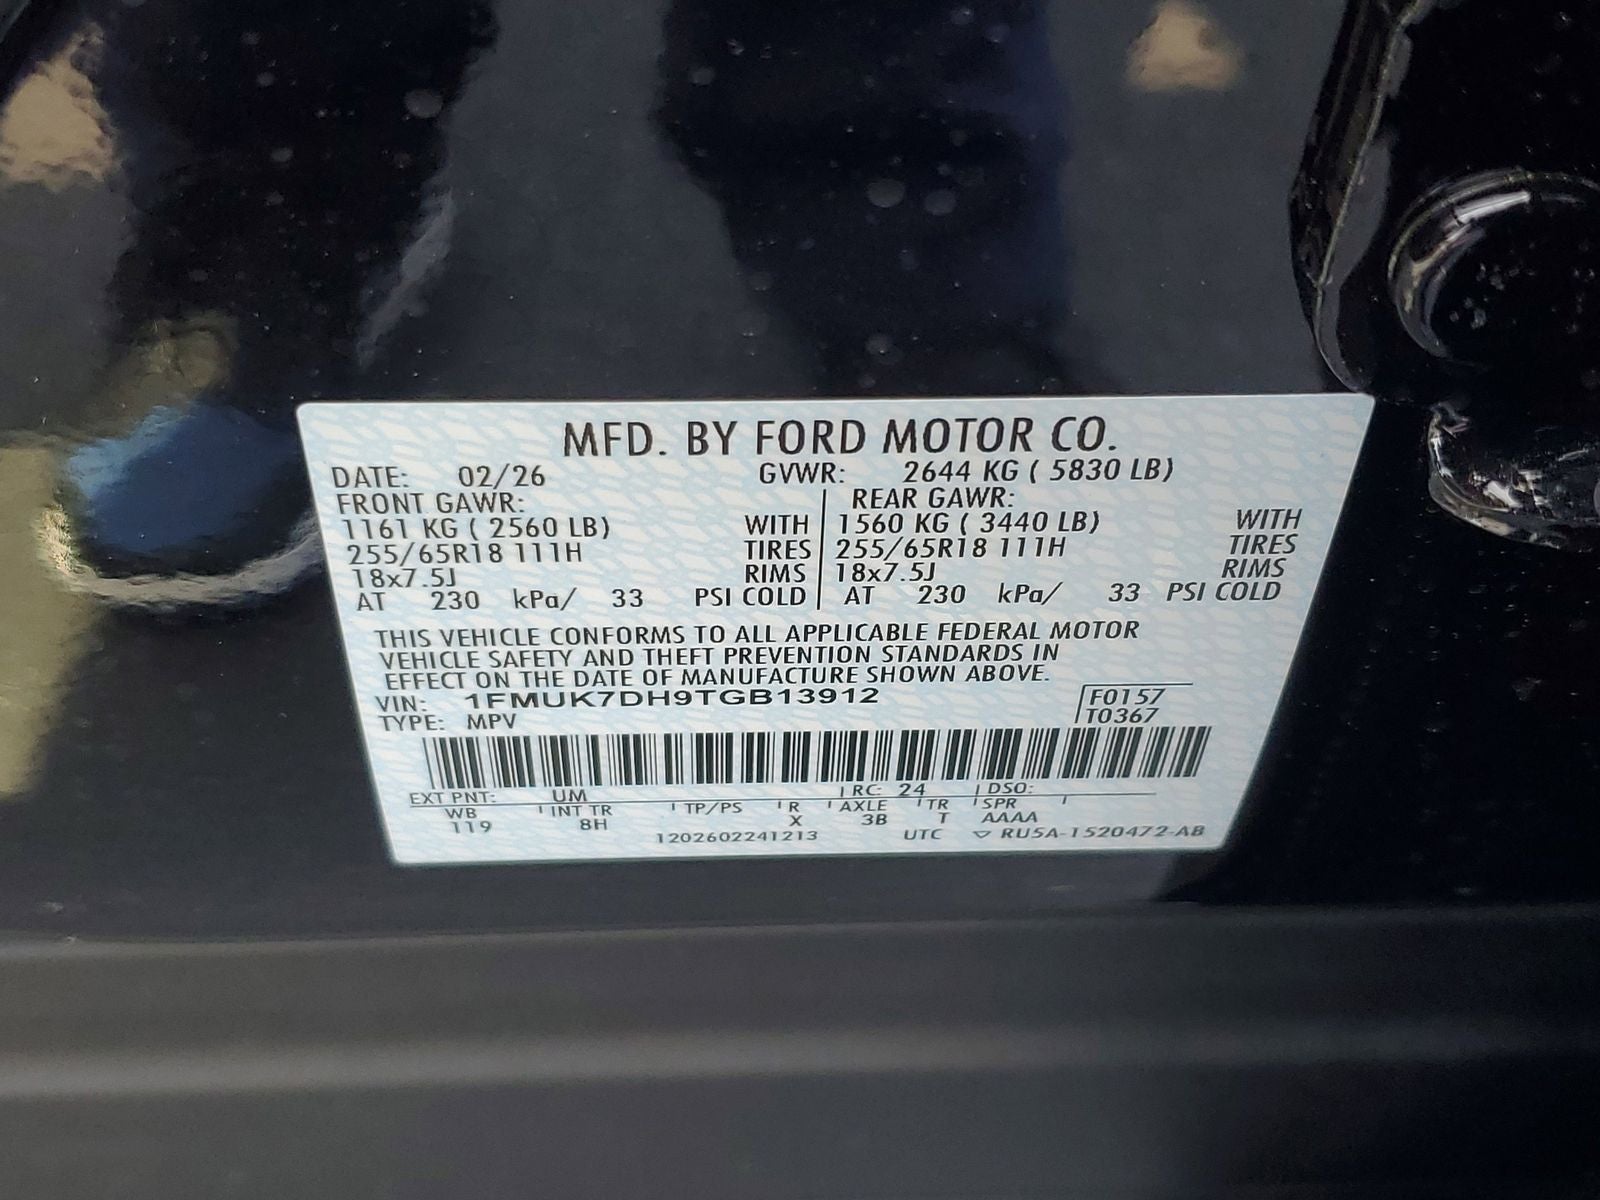 MFD. BY FORD MOTOR CO.
DATE: 02/26 GVWR: 2644 KG ( 5830 LB)
FRONT GAWR: REAR GAWR:
1161 KG ( 2560 LB) WITH 1560 KG ( 3440 LB) WITH
255/65R18 111H TIRES 255/65R18 111H TIRES
18x7.5J RIMS 18x7.5J RIMS
AT 230 kPa/ 33 PSI COLD AT 230 kPa/ 33 PSI COLD
THIS VEHICLE CONFORMS TO ALL APPLICABLE FEDERAL MOTOR
VEHICLE SAFETY AND THEFT PREVENTION STANDARDS IN
EFFECT ON THE DATE OF MANUFACTURE SHOWN ABOVE.
VIN: 1FMUK7DH9TGB13912 F0157
TYPE: MPV T0367
EXT PNT: UM RC: 24 DSO:
WB INT TR TP/PS R AXLE TR SPR
119 8H X 3B T AAAA
1202602241213 UTC ▽ RU5A-1520472-AB